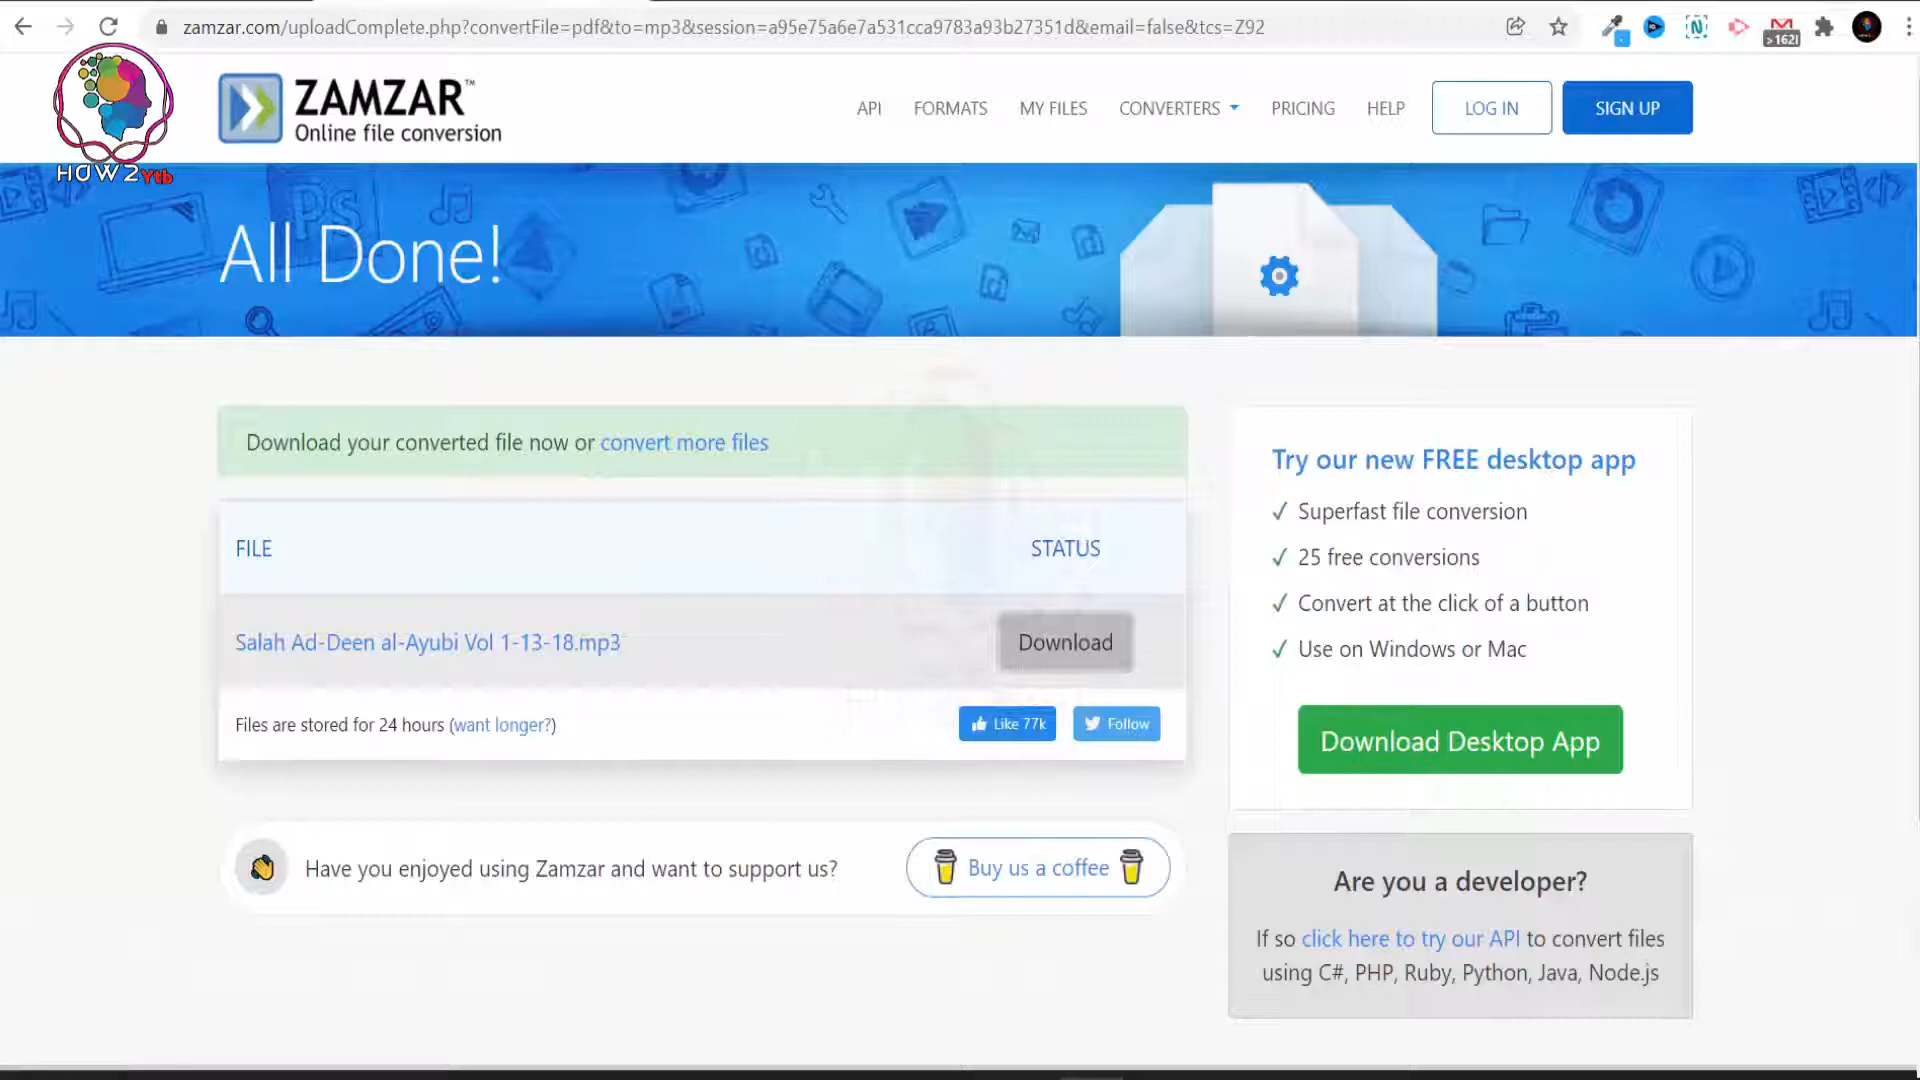 zamzar.com/uploadComplete.php?convertFile=pdf&to=mp3&session=a95e75a6e7a531cca9783a93b27351d&email=false&tcs=Z92
>162l
HOW2Ytb
ZAMZAR™
Online file conversion
API FORMATS MY FILES CONVERTERS PRICING HELP LOG IN SIGN UP
PS
All Done!
Download your converted file now or convert more files
FILE STATUS
Salah Ad-Deen al-Ayubi Vol 1-13-18.mp3 Download
Files are stored for 24 hours (want longer?) Like 77k Follow
Have you enjoyed using Zamzar and want to support us? Buy us a coffee
Try our new FREE desktop app
✓ Superfast file conversion
✓ 25 free conversions
✓ Convert at the click of a button
✓ Use on Windows or Mac
Download Desktop App
Are you a developer?
If so click here to try our API to convert files
using C#, PHP, Ruby, Python, Java, Node.js